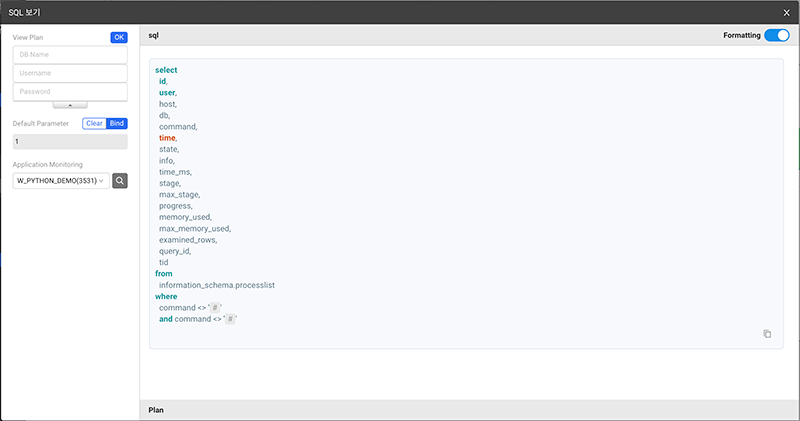 SQL 보기
View Plan
OK
DB Name
Username
Password
Default Parameter
Clear
Bind
1
Application Monitoring
W_PYTHON_DEMO(3531)
sql
Formatting
select
id,
user,
host,
db,
command,
time,
state,
info,
time_ms,
stage,
max_stage,
progress,
memory_used,
max_memory_used,
examined_rows,
query_id,
tid
from
information_schema.processlist
where
command <> '#'
and command <> '#'
Plan